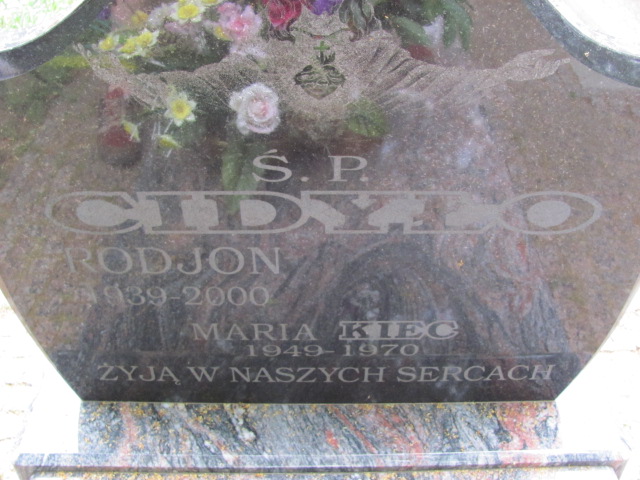 Ś. P.
CIDYŁO
RODJON
1939-2000
MARIA KIEC
1949-1970
ŻYJĄ W NASZYCH SERCACH